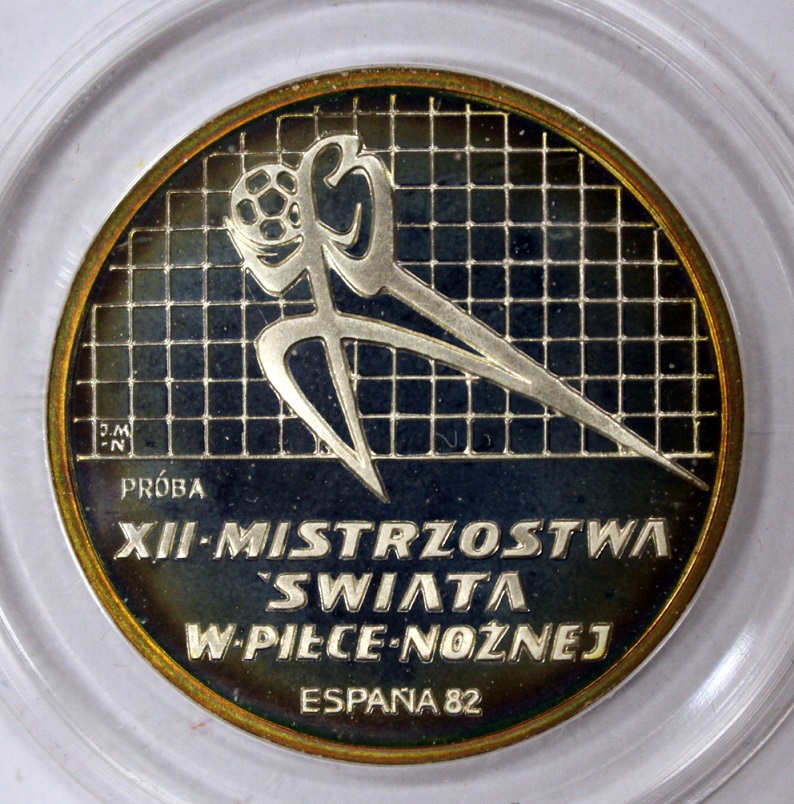 J.M
-N
PRÓBA
XII·MISTRZOSTWA
ŚWIATA
W·PIŁCE·NOŻNEJ
ESPAÑA 82